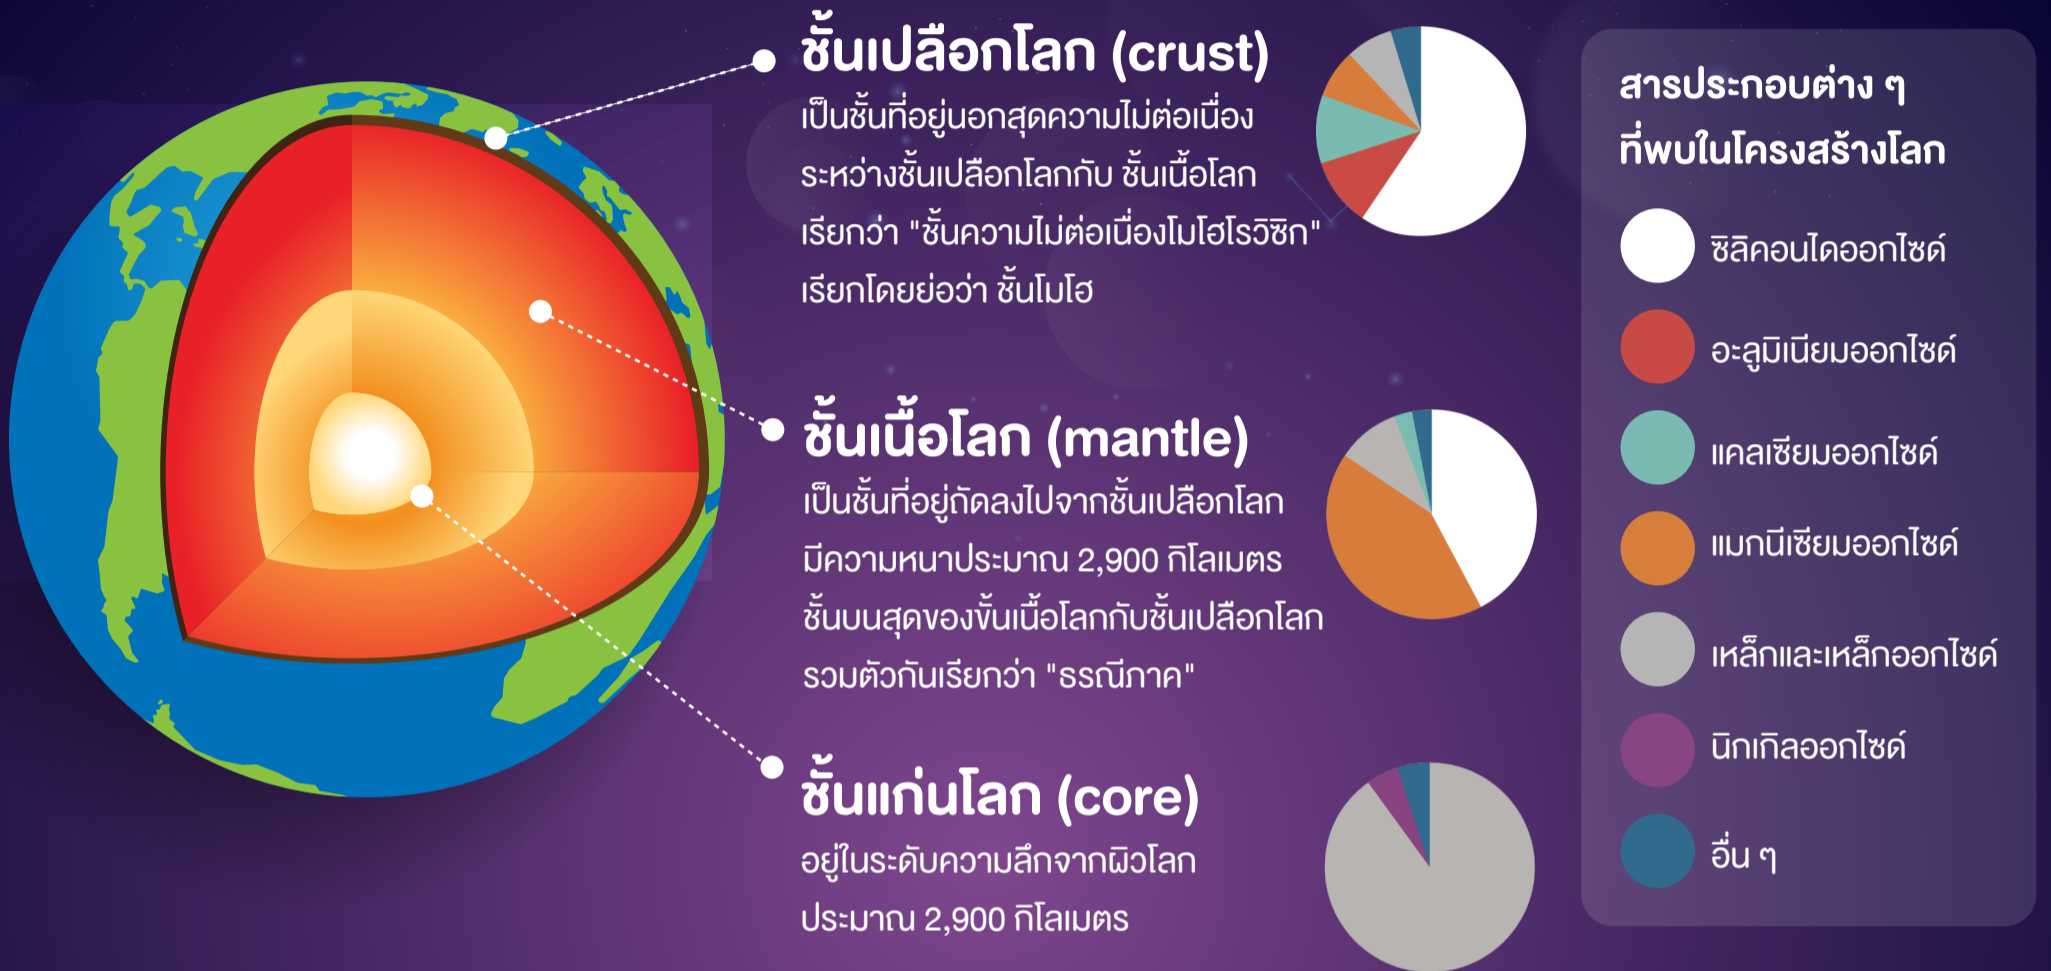 ชั้นเปลือกโลก (crust)
เป็นชั้นที่อยู่นอกสุดความไม่ต่อเนื่อง
ระหว่างชั้นเปลือกโลกกับ ชั้นเนื้อโลก
เรียกว่า "ชั้นความไม่ต่อเนื่องโมโฮโรวิซิก"
เรียกโดยย่อว่า ชั้นโมโฮ
ชั้นเนื้อโลก (mantle)
เป็นชั้นที่อยู่ถัดลงไปจากชั้นเปลือกโลก
มีความหนาประมาณ 2,900 กิโลเมตร
ชั้นบนสุดของขั้นเนื้อโลกกับชั้นเปลือกโลก
รวมตัวกันเรียกว่า "ธรณีภาค"
ชั้นแก่นโลก (core)
อยู่ในระดับความลึกจากผิวโลก
ประมาณ 2,900 กิโลเมตร
สารประกอบต่าง ๆ
ที่พบในโครงสร้างโลก
ซิลิคอนไดออกไซด์
อะลูมิเนียมออกไซด์
แคลเซียมออกไซด์
แมกนีเซียมออกไซด์
เหล็กและเหล็กออกไซด์
นิกเกิลออกไซด์
อื่น ๆ